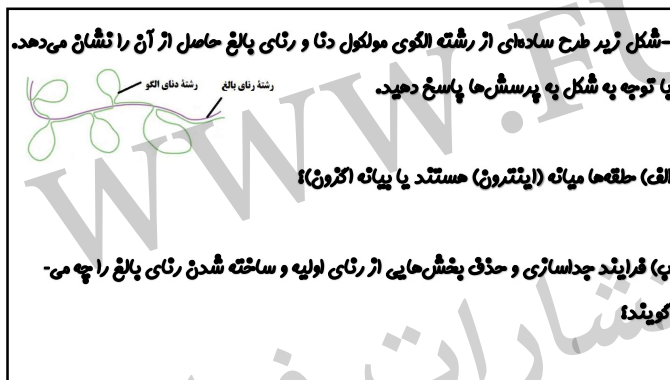 -شکل زیر طرح ساده‌ای از رشته الگوی مولکول دنا و رنای بالغ حاصل از آن را نشان می‌دهد.
با توجه به شکل به پرسش‌ها پاسخ دهید.
رشتهٔ دنای الگو
رشتهٔ رنای بالغ
الف) حلقه‌ها میانه (اینترون) هستند یا بیانه (اگزون)؟
ب) فرایند جداسازی و حذف بخش‌هایی از رنای اولیه و ساخته شدن رنای بالغ را چه می-
گویند؟
WWW.FU
انتشارات